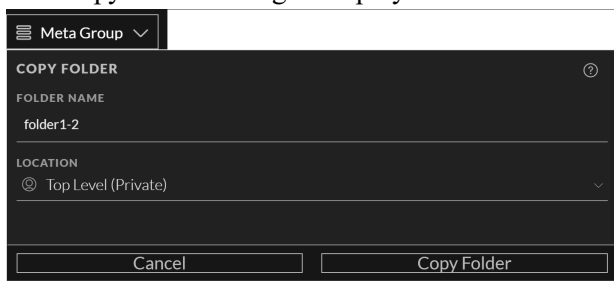 Meta Group
COPY FOLDER
FOLDER NAME
folder1-2
LOCATION
Top Level (Private)
Cancel Copy Folder